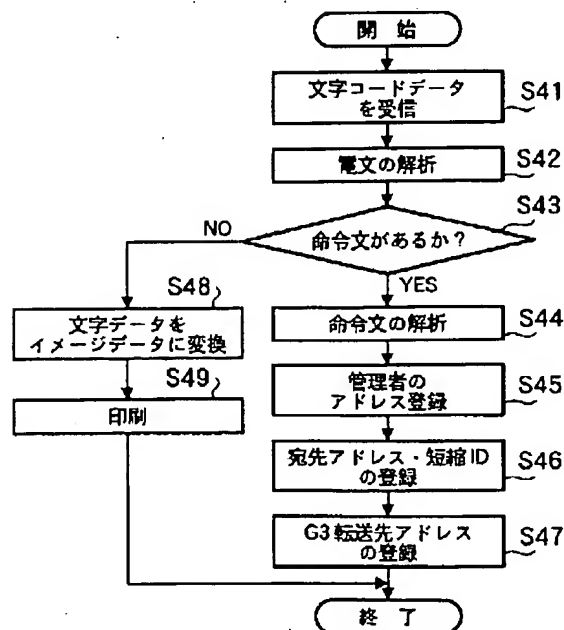 開 始
文字コードデータ
を受信
S41
電文の解析
S42
命令文があるか？
S43
NO
YES
文字データを
イメージデータに変換
S48
印刷
S49
命令文の解析
S44
管理者の
アドレス登録
S45
宛先アドレス・短縮ID
の登録
S46
G3転送先アドレス
の登録
S47
終 了